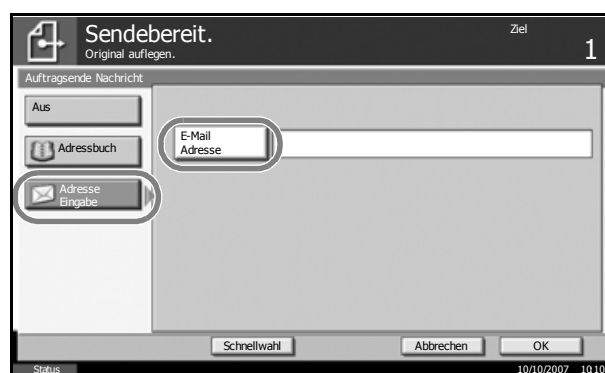 Sendebereit.
Original auflegen.
Ziel
1
Auftragsende Nachricht
Aus
Adressbuch
Adresse
Eingabe
E-Mail
Adresse
Schnellwahl
Abbrechen
OK
Status
10/10/2007 10:10